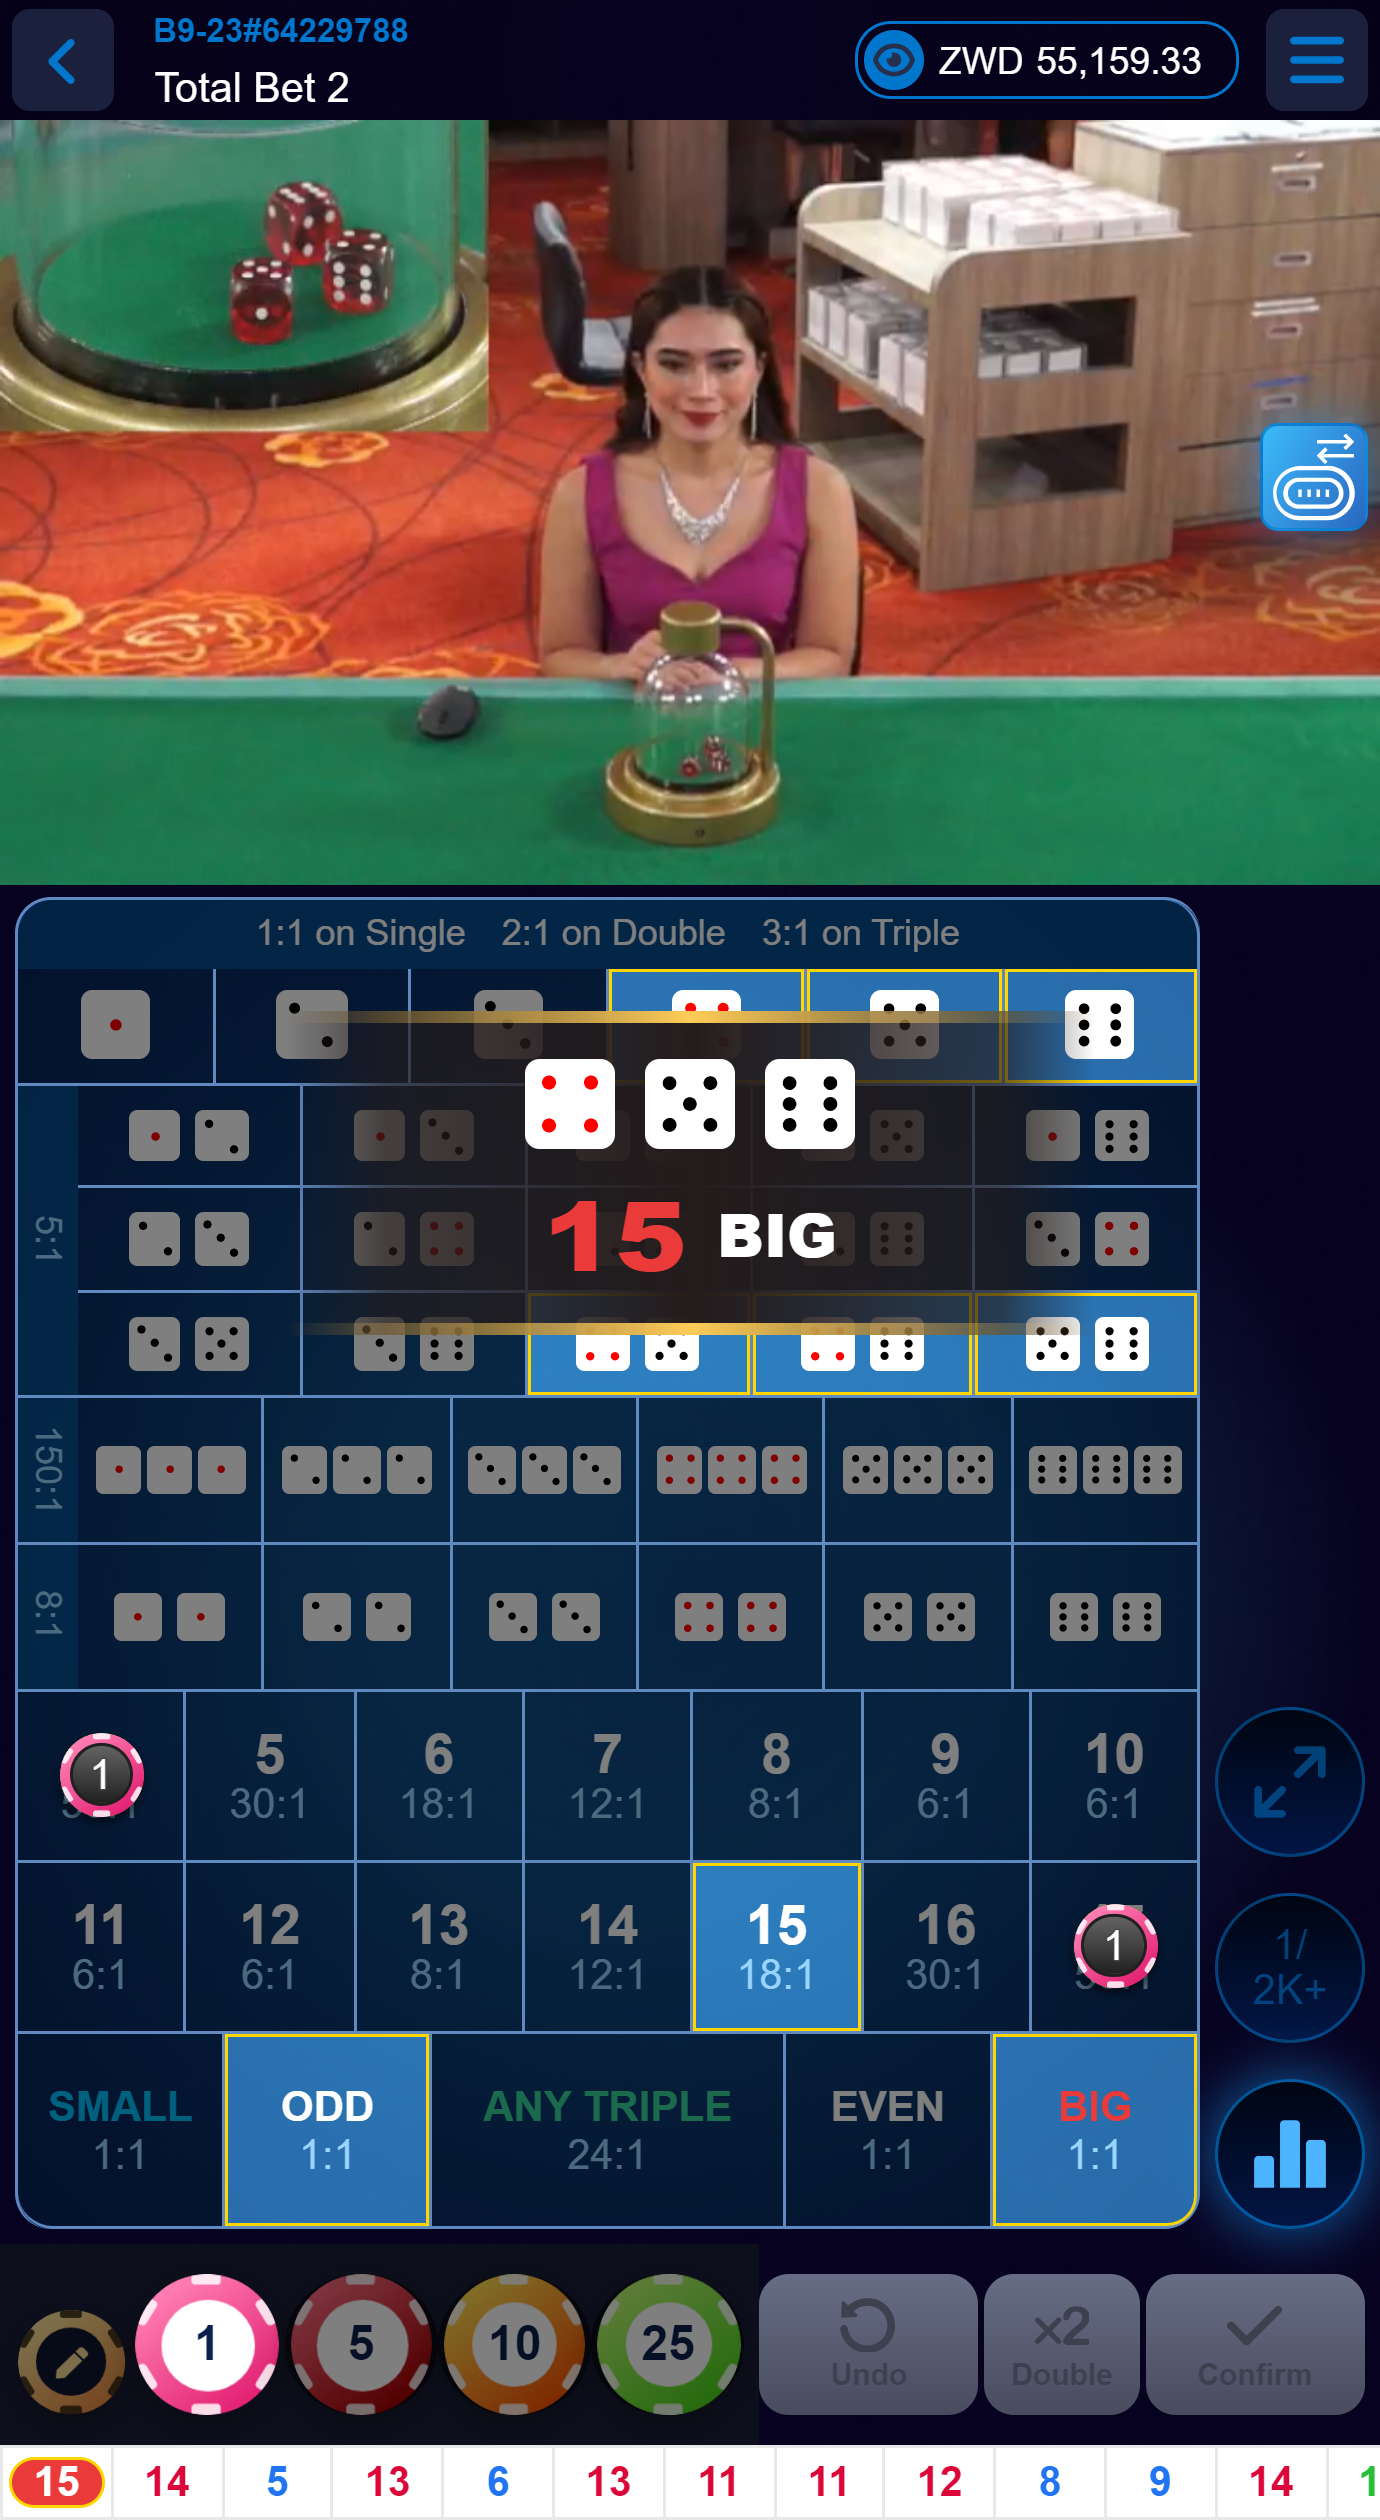 B9-23#64229788
Total Bet 2
ZWD 55,159.33
1:1 on Single 2:1 on Double 3:1 on Triple
15 BIG
5:1
150:1
8:1
1
5 6 7 8 9 10
30:1 18:1 12:1 8:1 6:1 6:1
11 12 13 14 15 16
1
6:1 6:1 8:1 12:1 18:1 30:1
1/
2K+
SMALL ODD ANY TRIPLE EVEN BIG
1:1 1:1 24:1 1:1 1:1
1 5 10 25
x2
Undo Double Confirm
15 14 5 13 6 13 11 11 12 8 9 14